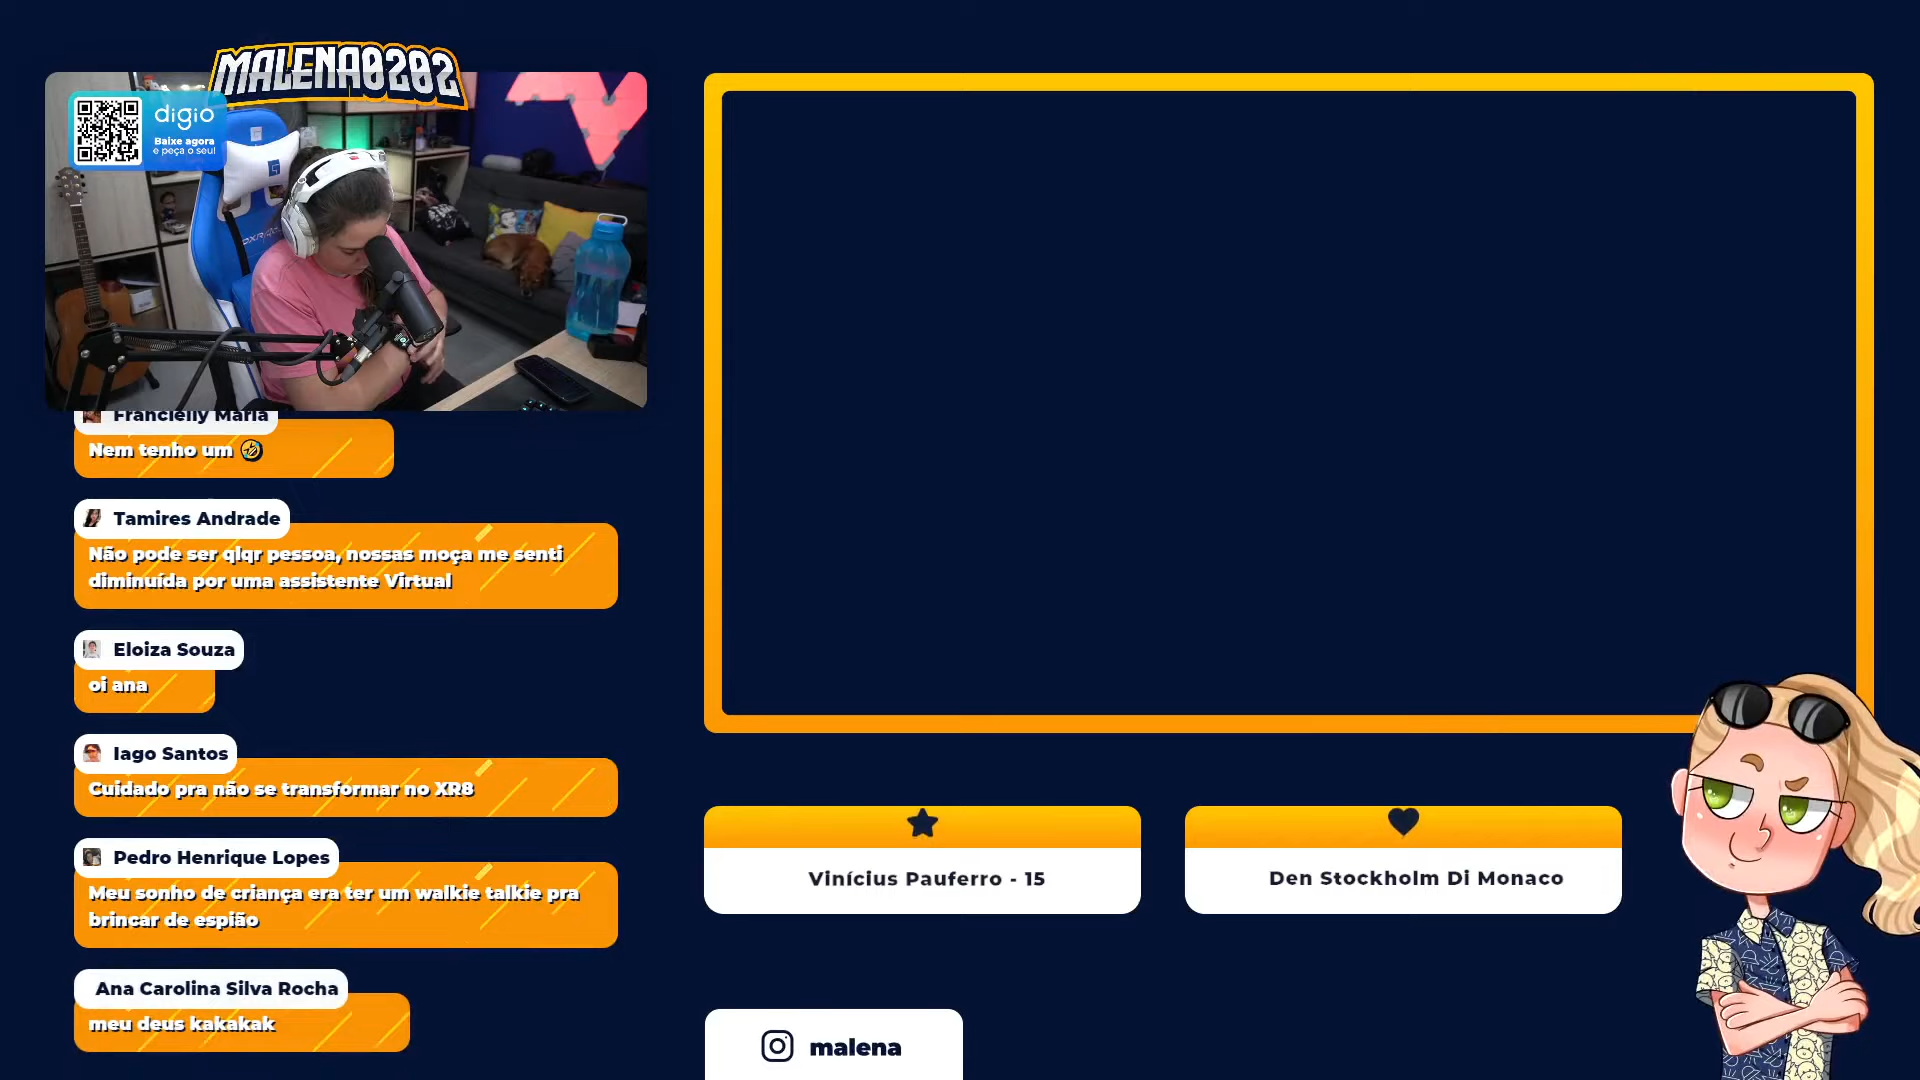 MALENA0202
digio
Baixe agora
e peça o seu!
Francielly Maria
Nem tenho um 🤣
Tamires Andrade
Não pode ser qlqr pessoa, nossas moça me senti
diminuída por uma assistente Virtual
Eloiza Souza
oi ana
Iago Santos
Cuidado pra não se transformar no XR8
Pedro Henrique Lopes
Meu sonho de criança era ter um walkie talkie pra
brincar de espião
Ana Carolina Silva Rocha
meu deus kakakak
Vinícius Pauferro - 15
Den Stockholm Di Monaco
malena